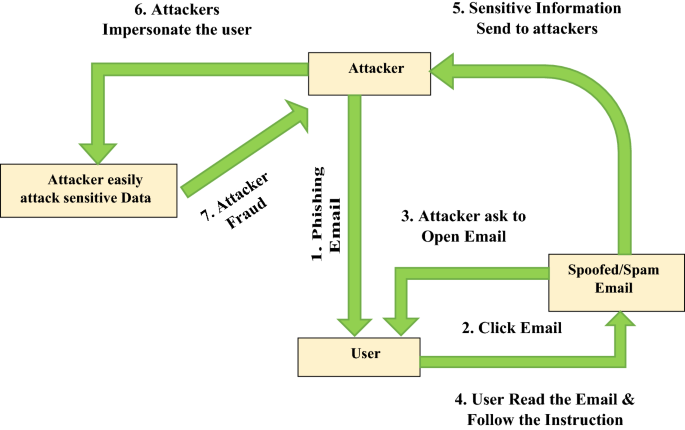 6. Attackers
Impersonate the user
5. Sensitive Information
Send to attackers
Attacker
Attacker easily
attack sensitive Data
7. Attacker
Fraud
1. Phishing
Email
3. Attacker ask to
Open Email
Spoofed/Spam
Email
2. Click Email
User
4. User Read the Email &
Follow the Instruction